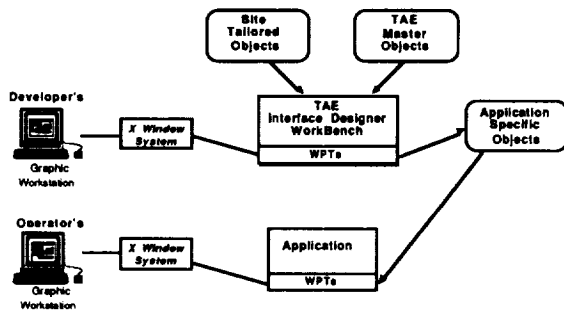 Site
Tailored
Objects
TAE
Master
Objects
Developer's
X Window
System
Graphic
Workstation
TAE
Interface Designer
WorkBench
WPTs
Application
Specific
Objects
Operator's
X Window
System
Graphic
Workstation
Application
WPTs